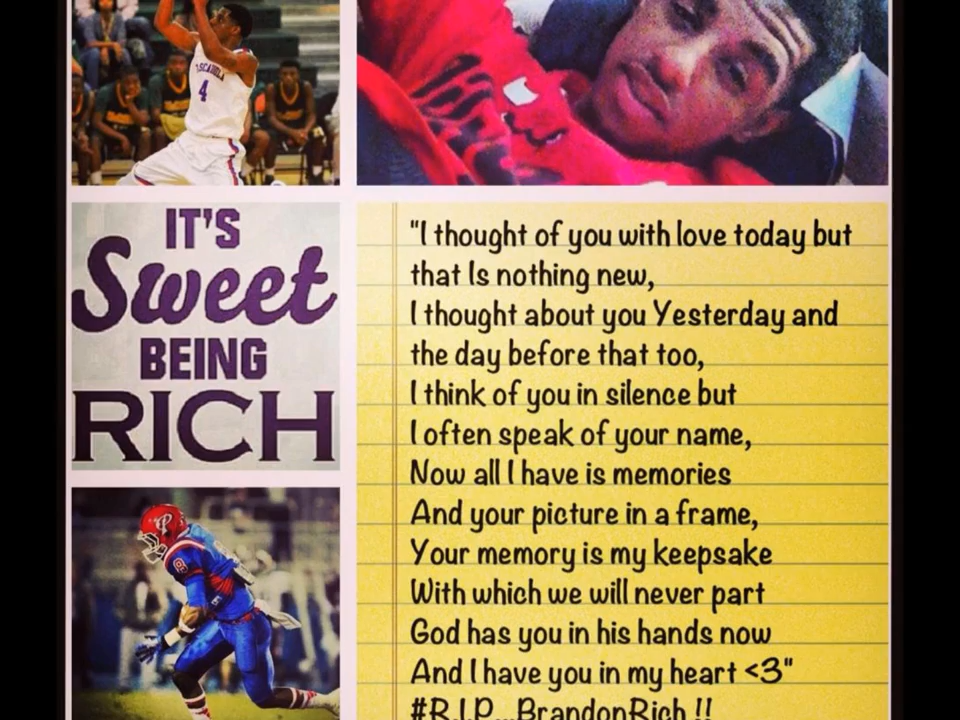 4
IT'S
Sweet
BEING
RICH
"I thought of you with love today but
that Is nothing new,
I thought about you Yesterday and
the day before that too,
I think of you in silence but
I often speak of your name,
Now all I have is memories
And your picture in a frame,
Your memory is my keepsake
With which we will never part
God has you in his hands now
And I have you in my heart <3"
#R.I.P...BrandonRich !!
P